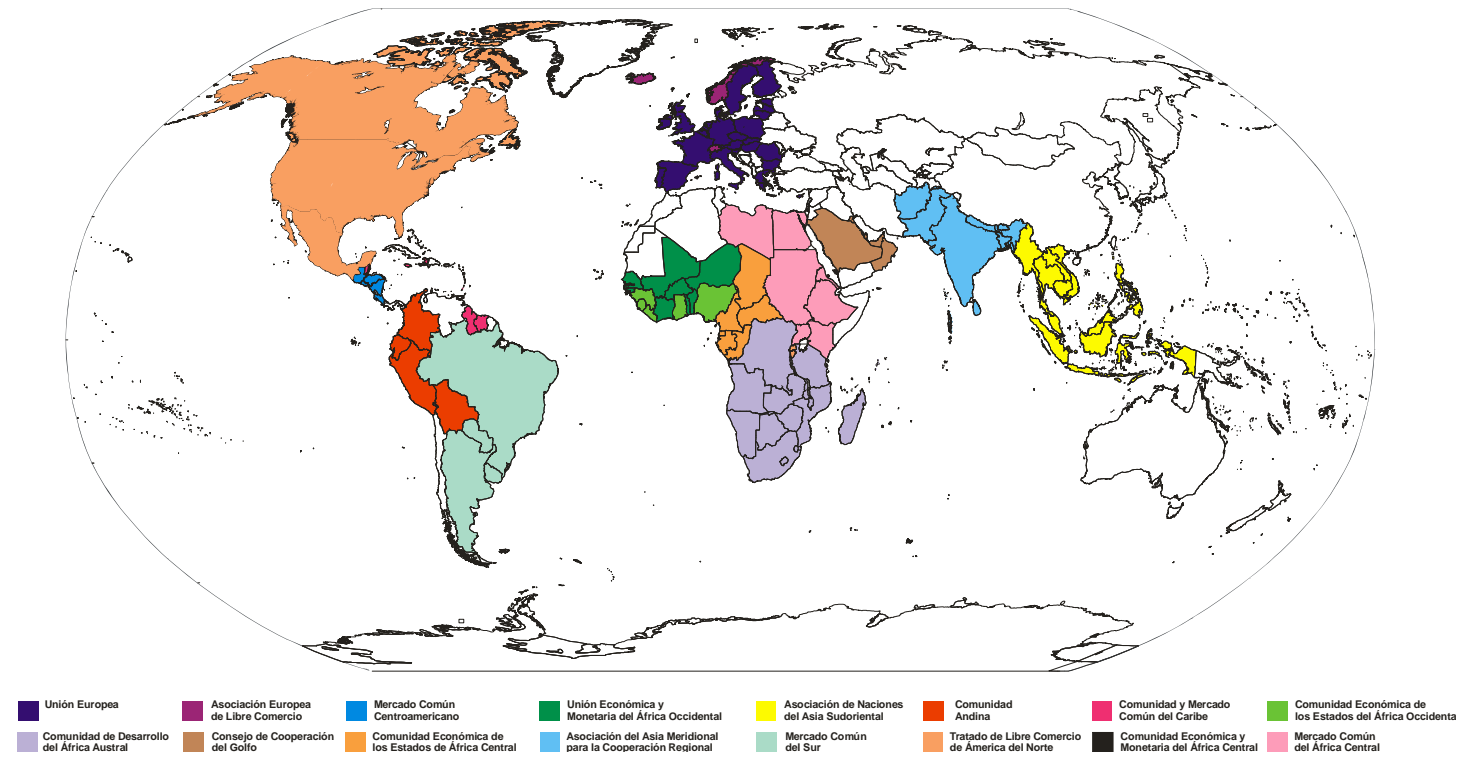 Unión Europea
Asociación Europea
de Libre Comercio
Mercado Común
Centroamericano
Unión Económica y
Monetaria del África Occidental
Asociación de Naciones
del Asia Sudoriental
Comunidad
Andina
Comunidad y Mercado
Común del Caribe
Comunidad Económica de
los Estados del África Occidenta
Comunidad de Desarrollo
del África Austral
Consejo de Cooperación
del Golfo
Comunidad Económica de
los Estados de África Central
Asociación del Asia Meridional
para la Cooperación Regional
Mercado Común
del Sur
Tratado de Libre Comercio
de América del Norte
Comunidad Económica y
Monetaria del África Central
Mercado Común
del África Central